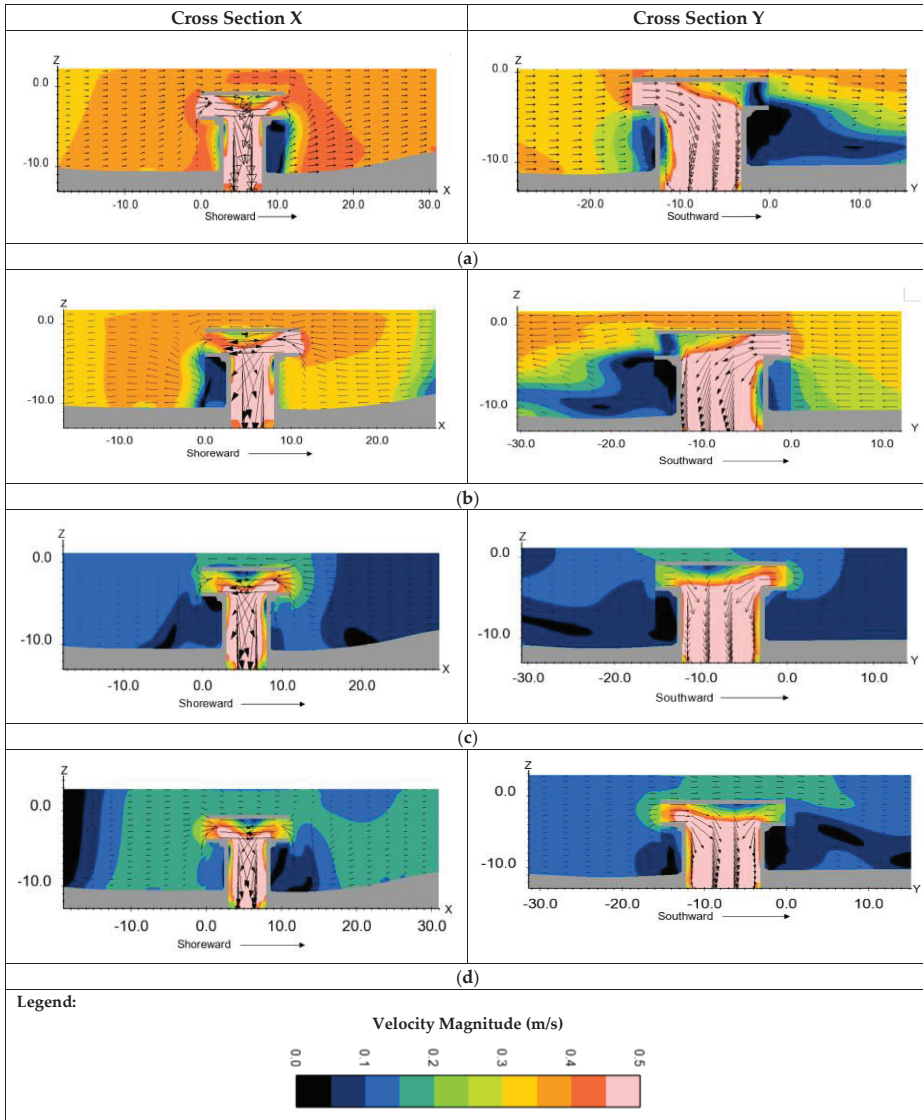 Cross Section X
Cross Section Y
Z
0.0
-10.0
-10.0 0.0 10.0 20.0 30.0
X
Shoreward
Z
0.0
-10.0
-20.0 -10.0 0.0 10.0
Y
Southward
(a)
Z
0.0
-10.0
-10.0 0.0 10.0 20.0
X
Shoreward
Z
0.0
-10.0
-30.0 -20.0 -10.0 0.0 10.0
Y
Southward
(b)
Z
0.0
-10.0
-10.0 0.0 10.0 20.0
X
Shoreward
Z
0.0
-10.0
-30.0 -20.0 -10.0 0.0 10.0
Y
Southward
(c)
Z
0.0
-10.0
-10.0 0.0 10.0 20.0 30.0
X
Shoreward
Z
0.0
-10.0
-30.0 -20.0 -10.0 0.0 10.0
Y
Southward
(d)
Legend:
Velocity Magnitude (m/s)
0.0 0.1 0.2 0.3 0.4 0.5